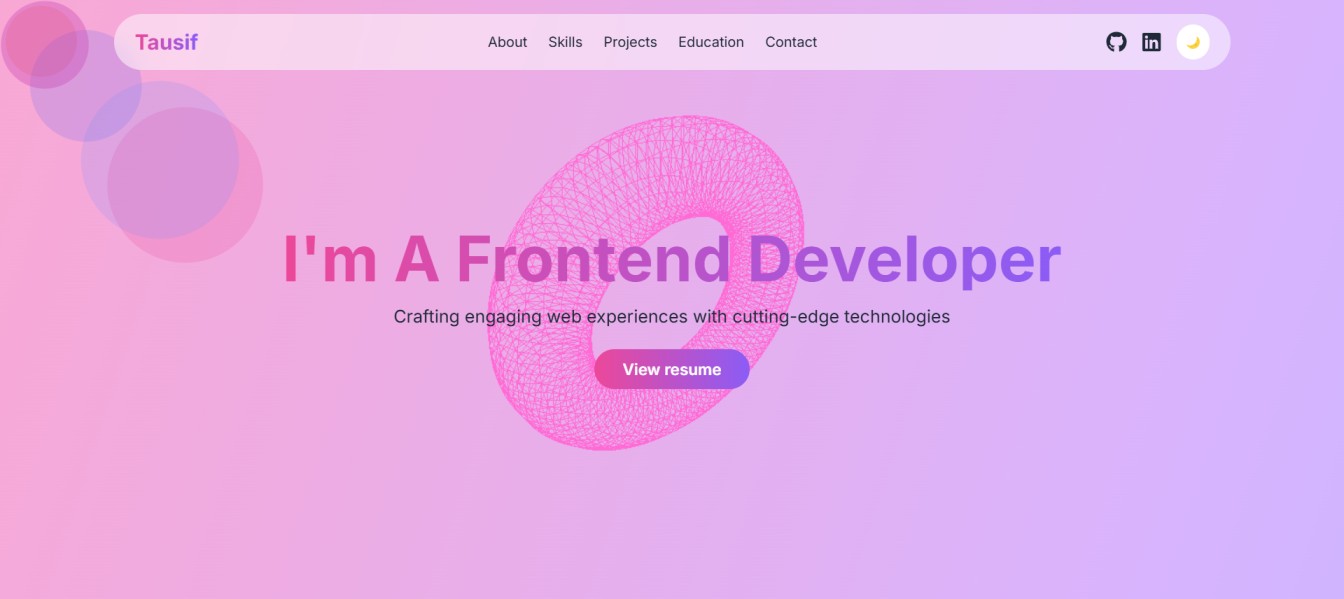 Tausif
About Skills Projects Education Contact
I'm A Frontend Developer
Crafting engaging web experiences with cutting-edge technologies
View resume